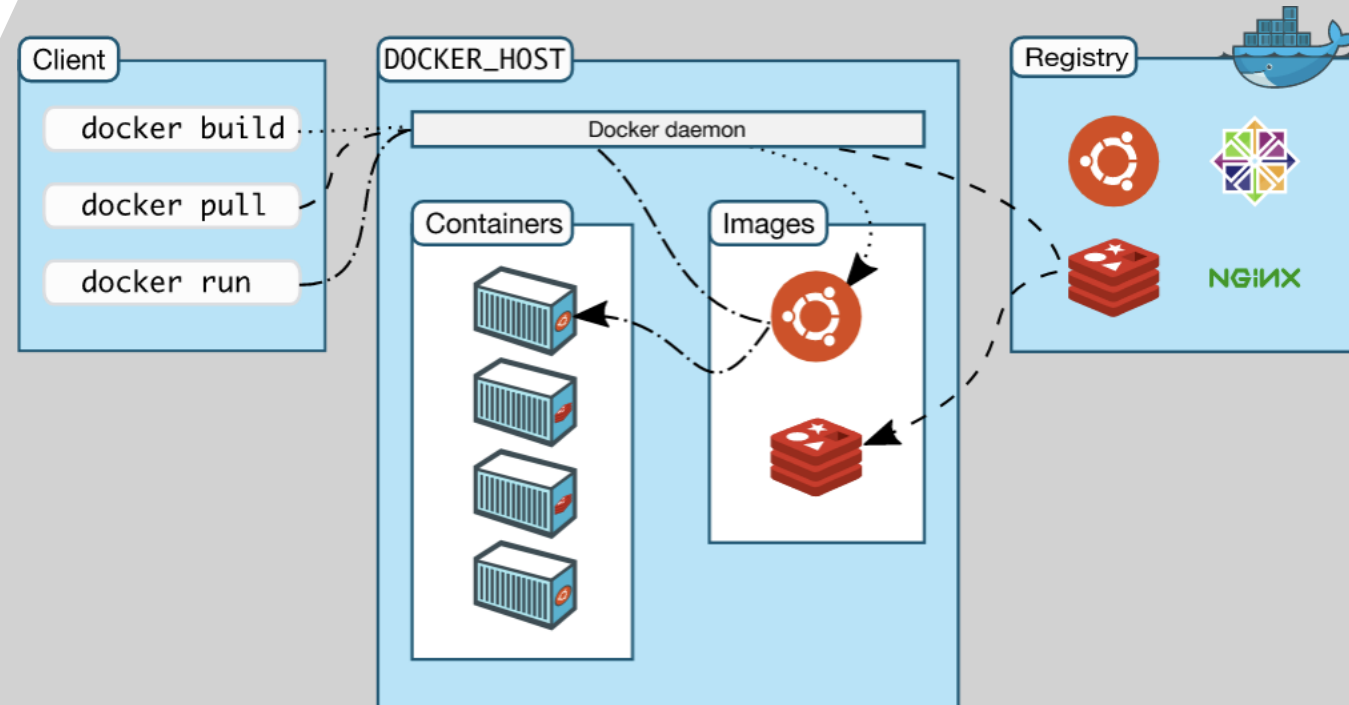 Client
docker build
docker pull
docker run
DOCKER_HOST
Docker daemon
Containers
Images
Registry
NGINX